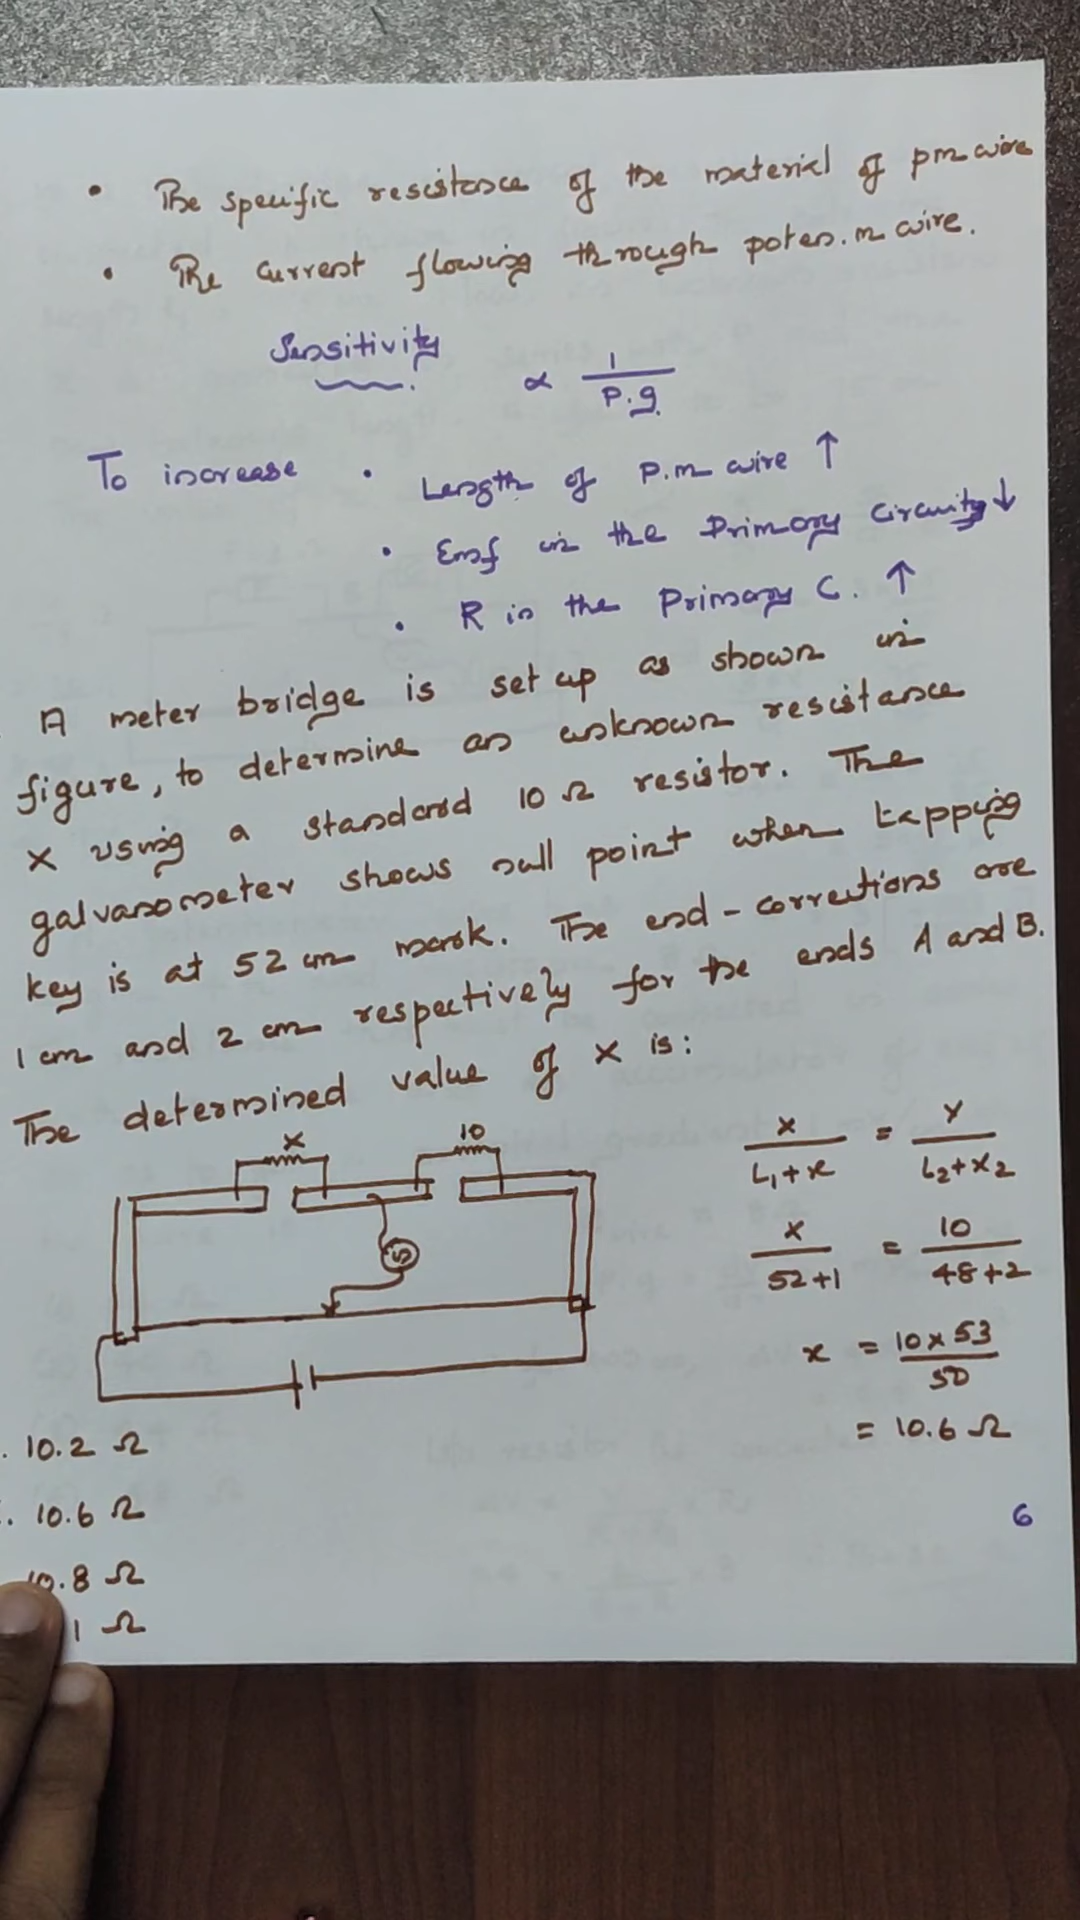 • The specific resistance of the material of pm wire
• The current flowing through poten. m wire.
Sensitivity ∝ 1/P.g.
To increase • Length of P.m wire ↑
• Emf in the Primary Circuit ↓
• R in the Primary C. ↑
A meter bridge is set up as shown in
figure, to determine an unknown resistance
X using a standard 10 Ω resistor. The
galvanometer shows null point when tapping
key is at 52 cm mark. The end-corrections are
1 cm and 2 cm respectively for the ends A and B.
The determined value of X is:
X 10
G
X/L₁+x = Y/L₂+x₂
X/52+1 = 10/48+2
x = 10x53/50
= 10.6 Ω
. 10.2 Ω
. 10.6 Ω
10.8 Ω
1 Ω
6